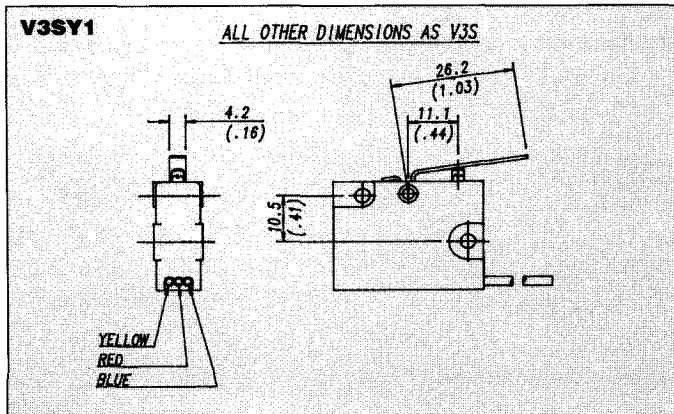 V3SY1
ALL OTHER DIMENSIONS AS V3S
26.2
(1.03)
4.2
(.16)
11.1
(.44)
10.5
(.41)
YELLOW
RED
BLUE